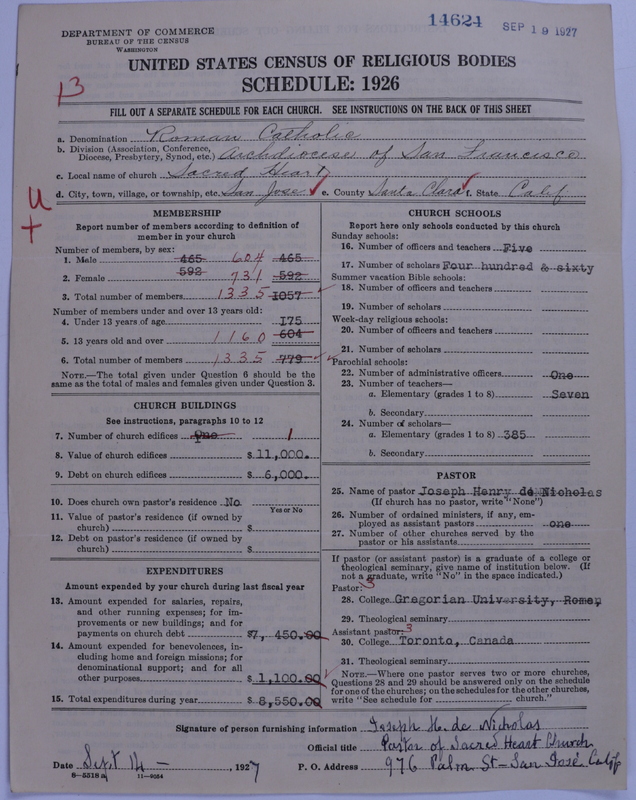 14624
SEP 19 1927
DEPARTMENT OF COMMERCE
BUREAU OF THE CENSUS
WASHINGTON
UNITED STATES CENSUS OF RELIGIOUS BODIES
SCHEDULE: 1926
13
FILL OUT A SEPARATE SCHEDULE FOR EACH CHURCH. SEE INSTRUCTIONS ON THE BACK OF THIS SHEET
a. Denomination Roman Catholic
b. Division (Association, Conference, Diocese, Presbytery, Synod, etc.) Archdiocese of San Francisco
c. Local name of church Sacred Heart
d. City, town, village, or township, etc. San Jose e. County Santa Clara f. State Calif
MEMBERSHIP
Report number of members according to definition of
member in your church
Number of members, by sex:
1. Male 465 604 465
2. Female 592 731 592
3. Total number of members 1335 1057
Number of members under and over 13 years old:
4. Under 13 years of age 175
5. 13 years old and over 1160 604
6. Total number of members 1335 779
NOTE.—The total given under Question 6 should be the
same as the total of males and females given under Question 3.
CHURCH BUILDINGS
See instructions, paragraphs 10 to 12
7. Number of church edifices One 1
8. Value of church edifices $ 11,000.
9. Debt on church edifices $ 6,000.
10. Does church own pastor's residence No
Yes or No
11. Value of pastor's residence (if owned by
church) $
12. Debt on pastor's residence (if owned by
church) $
EXPENDITURES
Amount expended by your church during last fiscal year
13. Amount expended for salaries, repairs,
and other running expenses; for im-
provements or new buildings; and for
payments on church debt $7, 450.00
14. Amount expended for benevolences, in-
cluding home and foreign missions; for
denominational support; and for all
other purposes $ 1,100.00
15. Total expenditures during year $ 8,550.00
CHURCH SCHOOLS
Report here only schools conducted by this church
Sunday schools:
16. Number of officers and teachers Five
17. Number of scholars Four hundred & sixty
Summer vacation Bible schools:
18. Number of officers and teachers
19. Number of scholars
Week-day religious schools:
20. Number of officers and teachers
21. Number of scholars
Parochial schools:
22. Number of administrative officers One
23. Number of teachers—
a. Elementary (grades 1 to 8) Seven
b. Secondary
24. Number of scholars—
a. Elementary (grades 1 to 8) 385
b. Secondary
PASTOR
25. Name of pastor Joseph Henry de Nicholas
(If church has no pastor, write "None")
26. Number of ordained ministers, if any, em-
ployed as assistant pastors one
27. Number of other churches served by the
pastor or his assistants
If pastor (or assistant pastor) is a graduate of a college or
theological seminary, give name of institution below. (If
not a graduate, write "No" in the space indicated.)
Pastor: 3
28. College Gregorian University, Rome,
29. Theological seminary
Assistant pastor: 3
30. College Toronto, Canada
31. Theological seminary
NOTE.—Where one pastor serves two or more churches,
Questions 28 and 29 should be answered only on the schedule
for one of the churches; on the schedules for the other churches,
write "See schedule for church."
Signature of person furnishing information Joseph H. de Nicholas
Official title Pastor of Sacred Heart Church
Date Sept 14 - , 1927 P. O. Address 976 Palm St - San Jose Calif
8—5518 a 11—9064